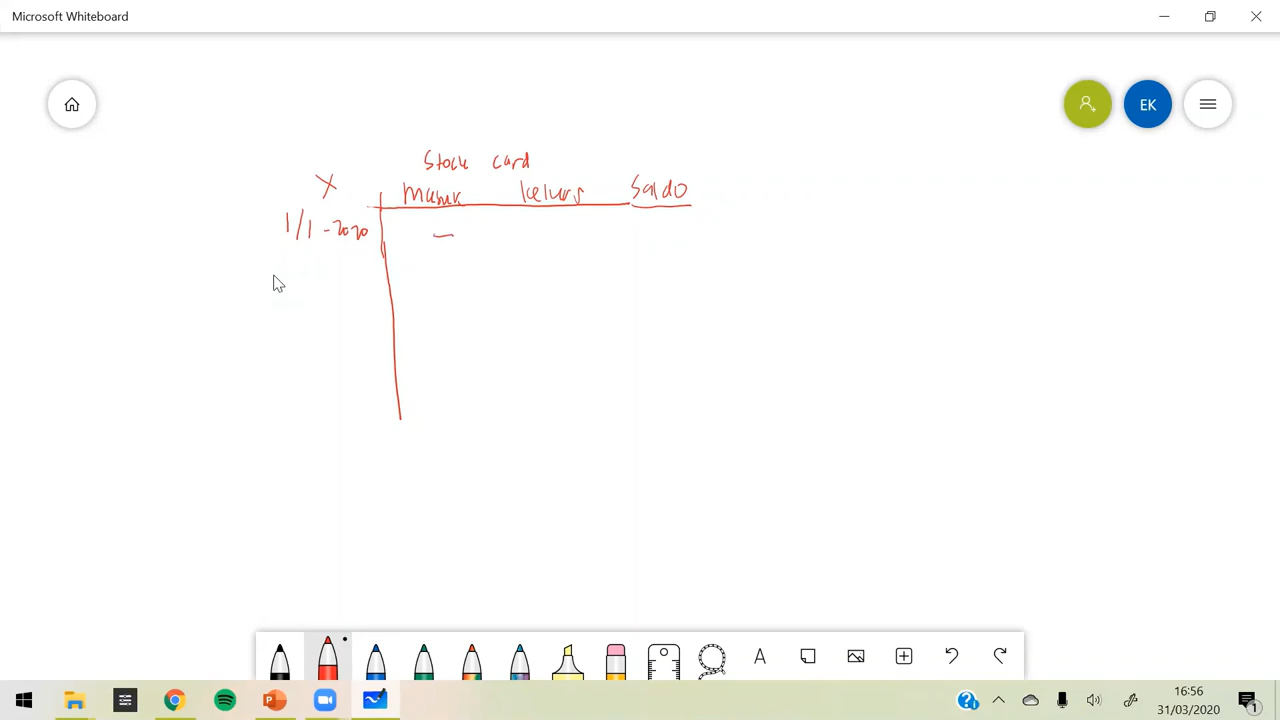 Microsoft Whiteboard
EK
Stock card
X Masuk keluar Saldo
1/1-2020 -
A
16:56
31/03/2020